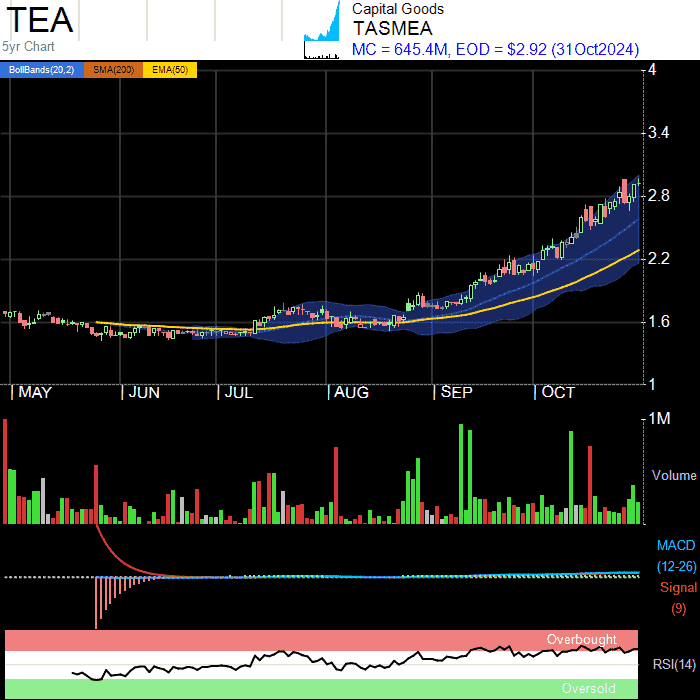 TEA
5yr Chart
Capital Goods
TASMEA
MC = 645.4M, EOD = $2.92 (31Oct2024)
BollBands(20,2) SMA(200) EMA(50)
4
3.4
2.8
2.2
1.6
1
MAY JUN JUL AUG SEP OCT
1M
Volume
MACD
(12-26)
Signal
(9)
Overbought
RSI(14)
Oversold